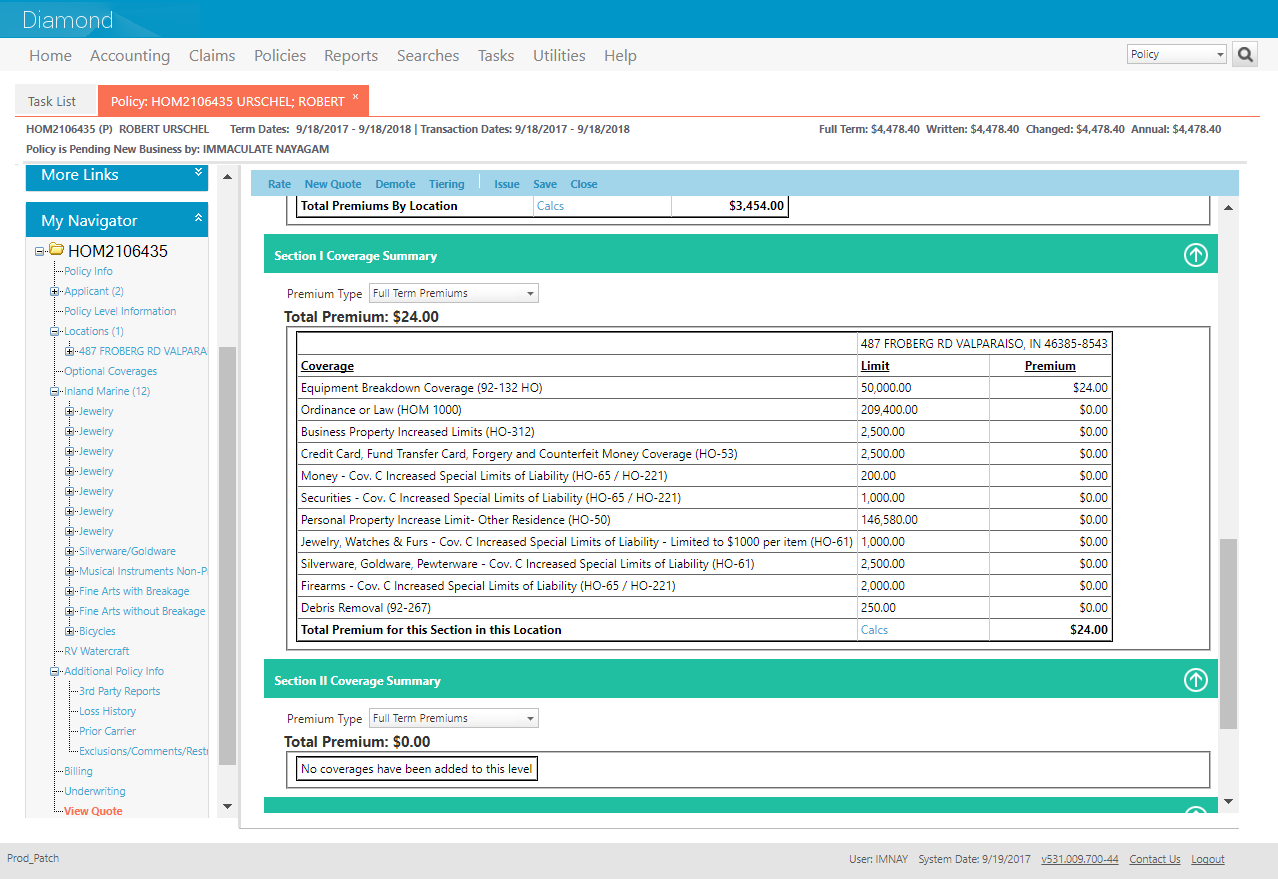 Diamond
Home Accounting Claims Policies Reports Searches Tasks Utilities Help Policy
Task List Policy: HOM2106435 URSCHEL; ROBERT ×
HOM2106435 (P) ROBERT URSCHEL Term Dates: 9/18/2017 - 9/18/2018 | Transaction Dates: 9/18/2017 - 9/18/2018 Full Term: $4,478.40 Written: $4,478.40 Changed: $4,478.40 Annual: $4,478.40
Policy is Pending New Business by: IMMACULATE NAYAGAM
More Links
My Navigator
HOM2106435
Policy Info
Applicant (2)
Policy Level Information
Locations (1)
487 FROBERG RD VALPARA
Optional Coverages
Inland Marine (12)
Jewelry
Jewelry
Jewelry
Jewelry
Jewelry
Jewelry
Jewelry
Silverware/Goldware
Musical Instruments Non-P
Fine Arts with Breakage
Fine Arts without Breakage
Bicycles
RV Watercraft
Additional Policy Info
3rd Party Reports
Loss History
Prior Carrier
Exclusions/Comments/Restr
Billing
Underwriting
View Quote
Rate New Quote Demote Tiering Issue Save Close
Total Premiums By Location Calcs $3,454.00
Section I Coverage Summary
Premium Type Full Term Premiums
Total Premium: $24.00
487 FROBERG RD VALPARAISO, IN 46385-8543
Coverage Limit Premium
Equipment Breakdown Coverage (92-132 HO) 50,000.00 $24.00
Ordinance or Law (HOM 1000) 209,400.00 $0.00
Business Property Increased Limits (HO-312) 2,500.00 $0.00
Credit Card, Fund Transfer Card, Forgery and Counterfeit Money Coverage (HO-53) 2,500.00 $0.00
Money - Cov. C Increased Special Limits of Liability (HO-65 / HO-221) 200.00 $0.00
Securities - Cov. C Increased Special Limits of Liability (HO-65 / HO-221) 1,000.00 $0.00
Personal Property Increase Limit- Other Residence (HO-50) 146,580.00 $0.00
Jewelry, Watches & Furs - Cov. C Increased Special Limits of Liability - Limited to $1000 per item (HO-61) 1,000.00 $0.00
Silverware, Goldware, Pewterware - Cov. C Increased Special Limits of Liability (HO-61) 2,500.00 $0.00
Firearms - Cov. C Increased Special Limits of Liability (HO-65 / HO-221) 2,000.00 $0.00
Debris Removal (92-267) 250.00 $0.00
Total Premium for this Section in this Location Calcs $24.00
Section II Coverage Summary
Premium Type Full Term Premiums
Total Premium: $0.00
No coverages have been added to this level
Prod_Patch User: IMNAY System Date: 9/19/2017 v531.009.700-44 Contact Us Logout